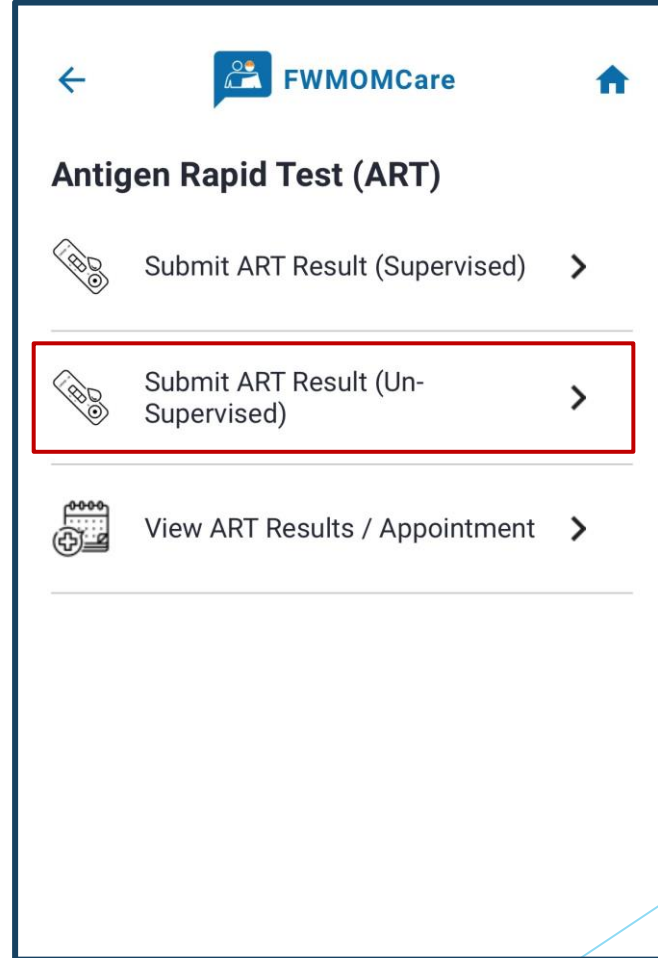 FWMOMCare
Antigen Rapid Test (ART)
Submit ART Result (Supervised)
Submit ART Result (Un-
Supervised)
View ART Results / Appointment